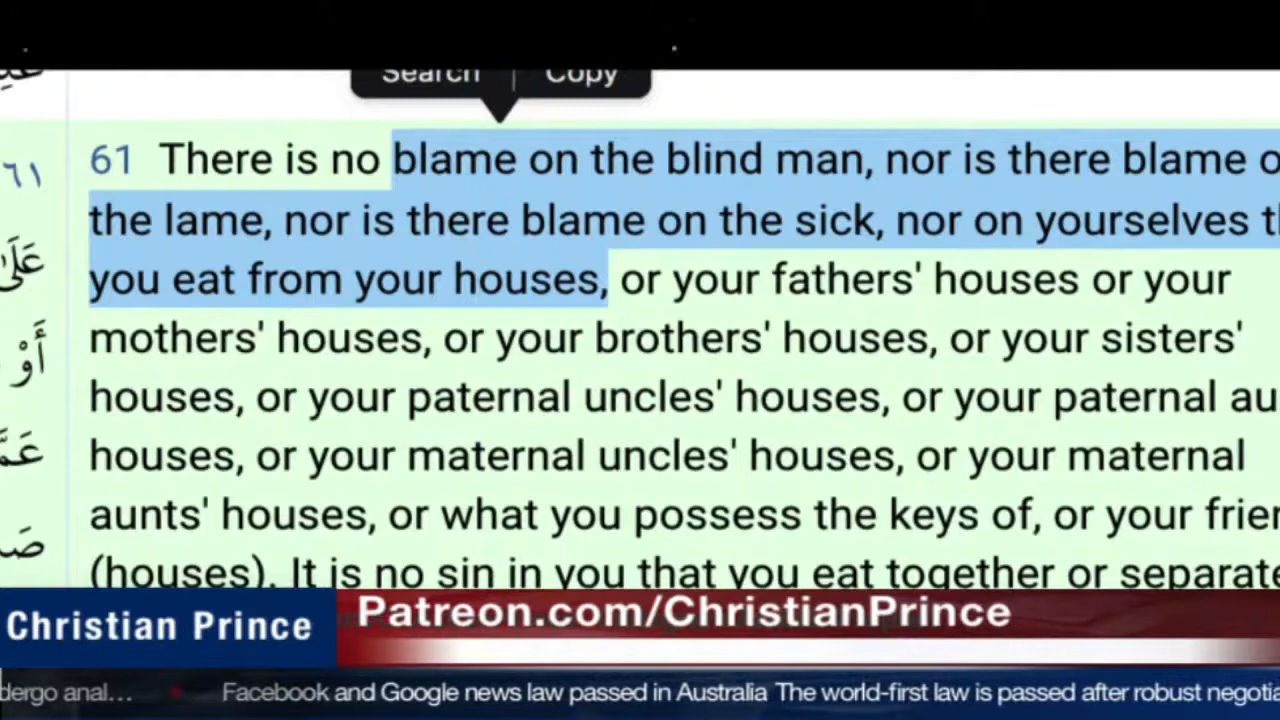 Search | Copy
61 There is no blame on the blind man, nor is there blame
the lame, nor is there blame on the sick, nor on yourselves
you eat from your houses, or your fathers' houses or your
mothers' houses, or your brothers' houses, or your sisters'
houses, or your paternal uncles' houses, or your paternal
houses, or your maternal uncles' houses, or your maternal
aunts' houses, or what you possess the keys of, or your
(houses). It is no sin in you that you eat together or
٦١
أَوْ
Christian Prince
Patreon.com/ChristianPrince
Facebook and Google news law passed in Australia The world-first law is passed after robust